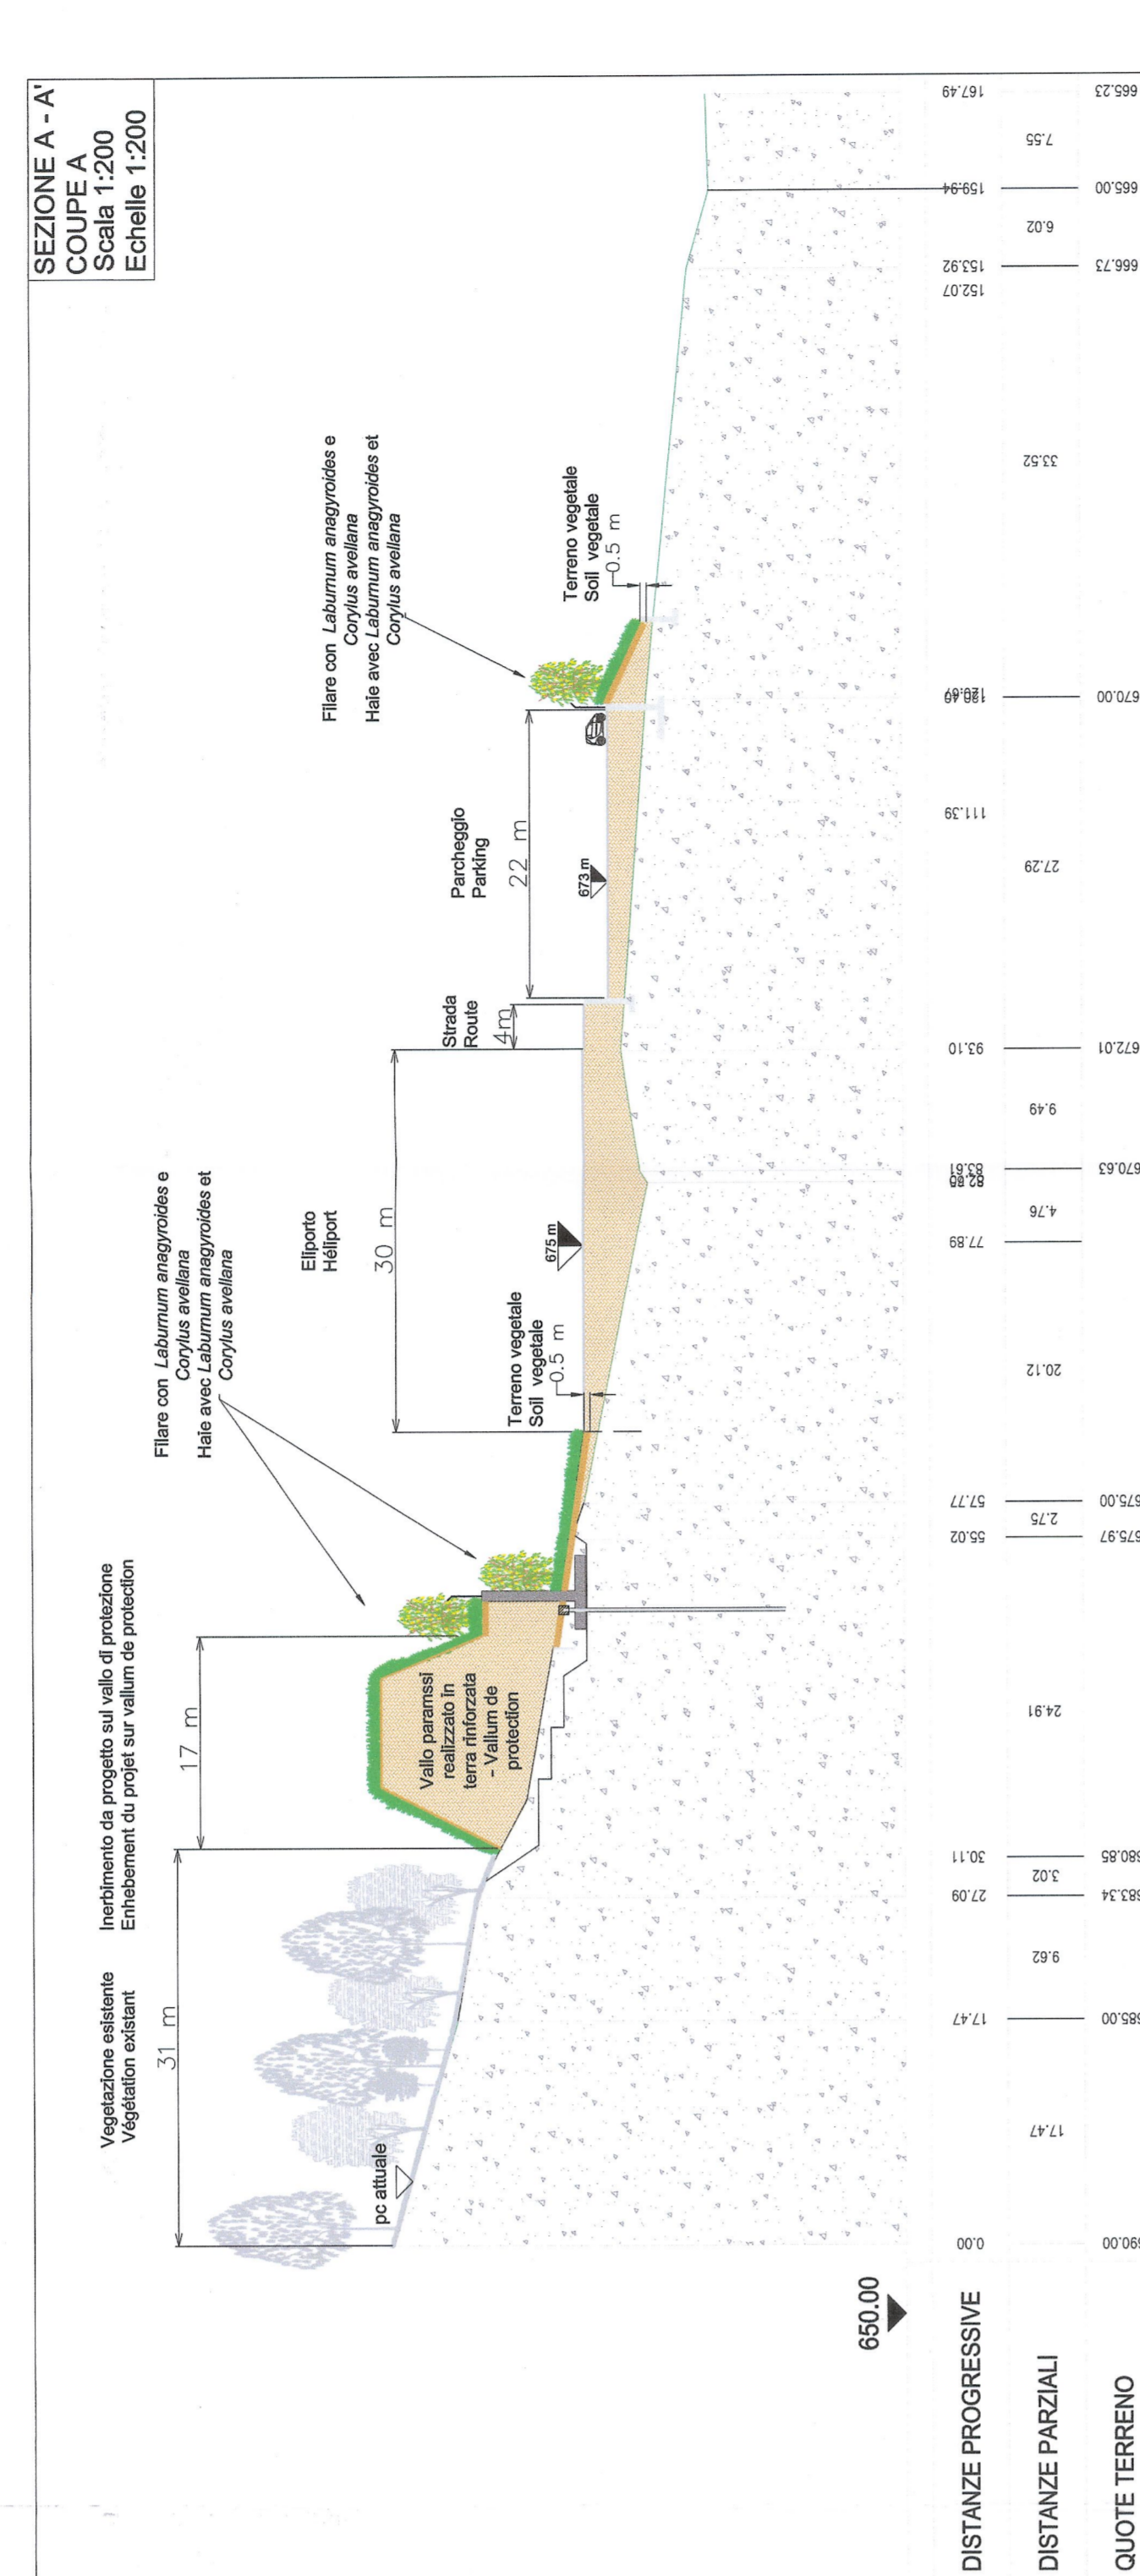 SEZIONE A - A'
COUPE A
Scala 1:200
Echelle 1:200
Vegetazione esistente
Végétation existant
Inerbimento da progetto sul vallo di protezione
Enhebement du projet sur vallum de protection
Filare con Laburnum anagyroides e
Corylus avellana
Haie avec Laburnum anagyroides et
Corylus avellana
Filare con Laburnum anagyroides e
Corylus avellana
Haie avec Laburnum anagyroides et
Corylus avellana
31 m
17 m
Eliporto
Héliport
30 m
Strada
Route
4m
Parcheggio
Parking
22 m
pc attuale
Vallo paramssi
realizzato in
terra rinforzata
- Vallum de
protection
Terreno vegetale
Soil vegetale
0.5 m
675 m
673 m
Terreno vegetale
Soil vegetale
0.5 m
650.00
DISTANZE PROGRESSIVE
0.00
17.47
27.09
30.11
55.02
57.77
77.89
83.61
93.10
111.39
152.07
153.92
159.94
167.49
DISTANZE PARZIALI
17.47
9.62
3.02
24.91
2.75
20.12
4.76
9.49
27.29
33.52
6.02
7.55
QUOTE TERRENO
690.00
685.00
683.34
680.85
675.97
675.00
670.63
672.01
670.00
666.73
665.00
665.23